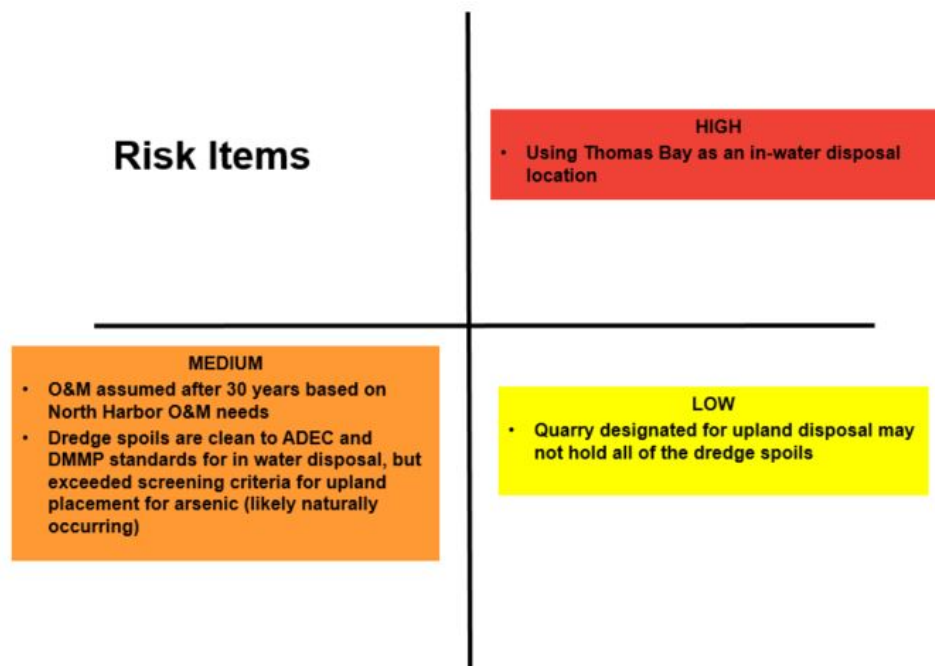 Risk Items
HIGH
• Using Thomas Bay as an in-water disposal
location
MEDIUM
• O&M assumed after 30 years based on
North Harbor O&M needs
• Dredge spoils are clean to ADEC and
DMMP standards for in water disposal, but
exceeded screening criteria for upland
placement for arsenic (likely naturally
occurring)
LOW
• Quarry designated for upland disposal may
not hold all of the dredge spoils